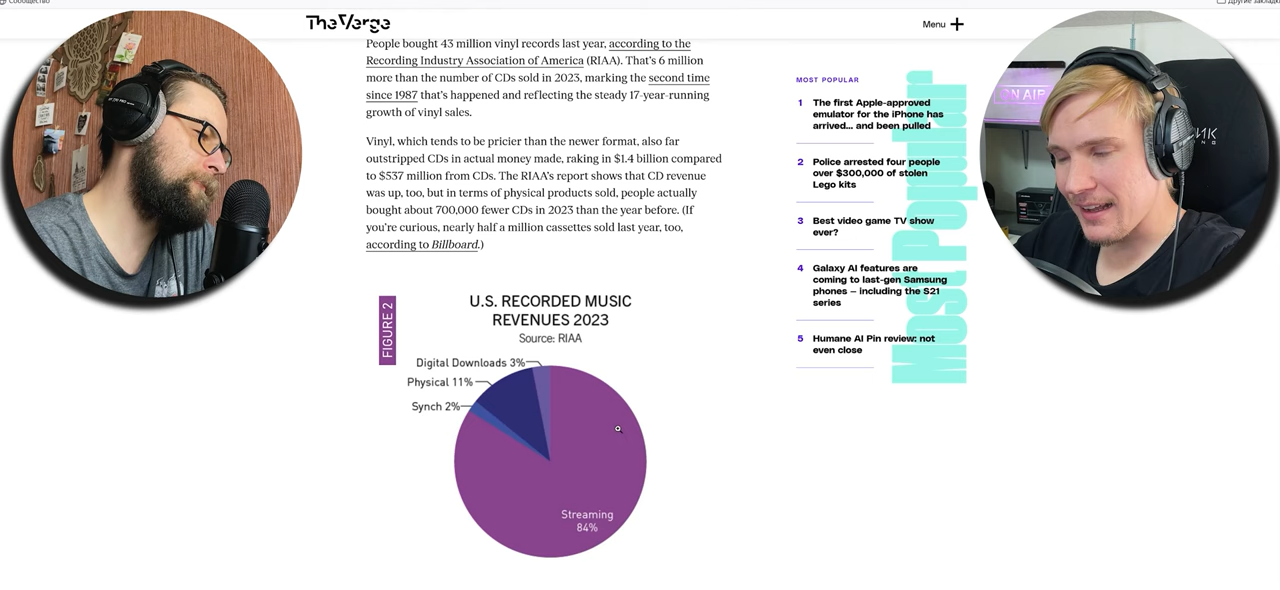 Сообщество
Другие закладки
TheVerge
Menu
People bought 43 million vinyl records last year, according to the
Recording Industry Association of America (RIAA). That's 6 million
more than the number of CDs sold in 2023, marking the second time
since 1987 that's happened and reflecting the steady 17-year-running
growth of vinyl sales.
Vinyl, which tends to be pricier than the newer format, also far
outstripped CDs in actual money made, raking in $1.4 billion compared
to $537 million from CDs. The RIAA's report shows that CD revenue
was up, too, but in terms of physical products sold, people actually
bought about 700,000 fewer CDs in 2023 than the year before. (If
you're curious, nearly half a million cassettes sold last year, too,
according to Billboard.)
FIGURE 2
U.S. RECORDED MUSIC
REVENUES 2023
Source: RIAA
Digital Downloads 3%
Physical 11%
Synch 2%
Streaming
84%
MOST POPULAR
Most Popular
1 The first Apple-approved
emulator for the iPhone has
arrived... and been pulled
2 Police arrested four people
over $300,000 of stolen
Lego kits
3 Best video game TV show
ever?
4 Galaxy AI features are
coming to last-gen Samsung
phones — including the S21
series
5 Humane AI Pin review: not
even close
ON AIR